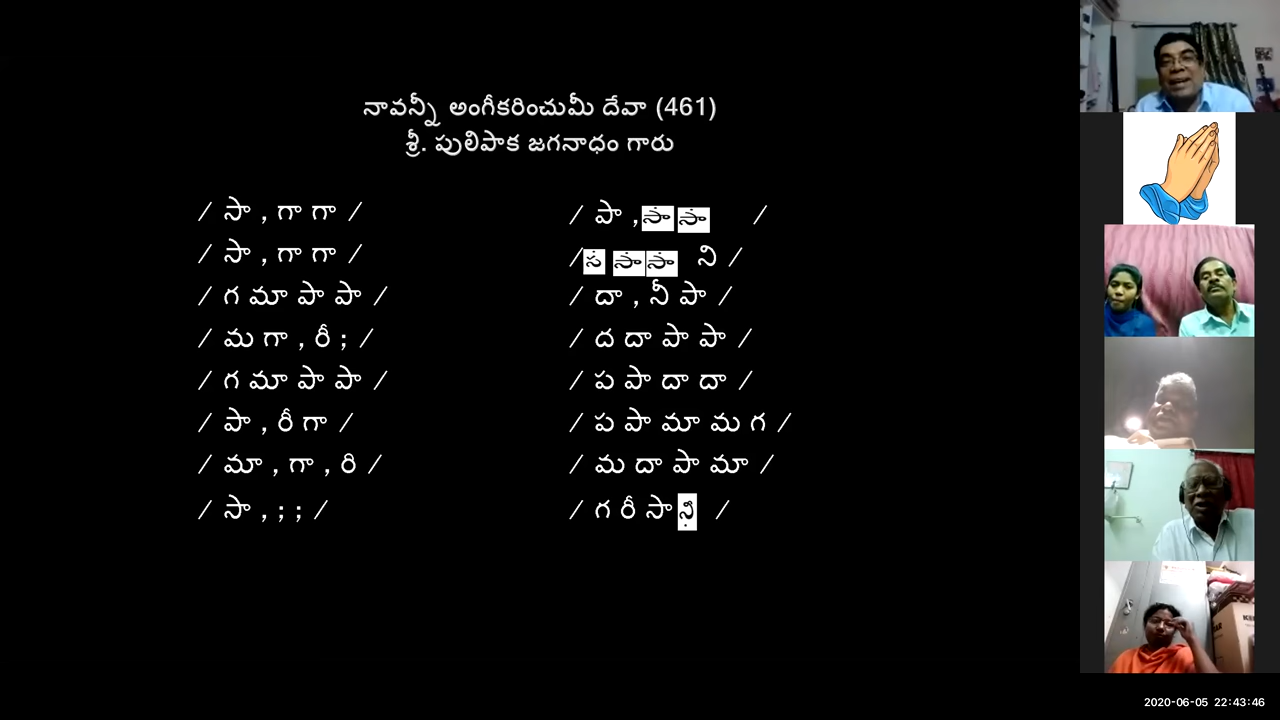 నావన్నీ అంగీకరించుమీ దేవా (461)
శ్రీ. పులిపాక జగనాధం గారు
/ సా , గా గా /
/ సా , గా గా /
/ గ మా పా పా /
/ మ గా , రీ ; /
/ గ మా పా పా /
/ పా , రీ గా /
/ మా , గా , రి /
/ సా , ; ; /
/ పా , సా̇ సా̇ /
/ స̇ సా̇ సా̇ ని /
/ దా , నీ పా /
/ ద దా పా పా /
/ ప పా దా దా /
/ ప పా మా మ గ /
/ మ దా పా మా /
/ గ రీ సా ని̣ /
2020-06-05 22:43:46